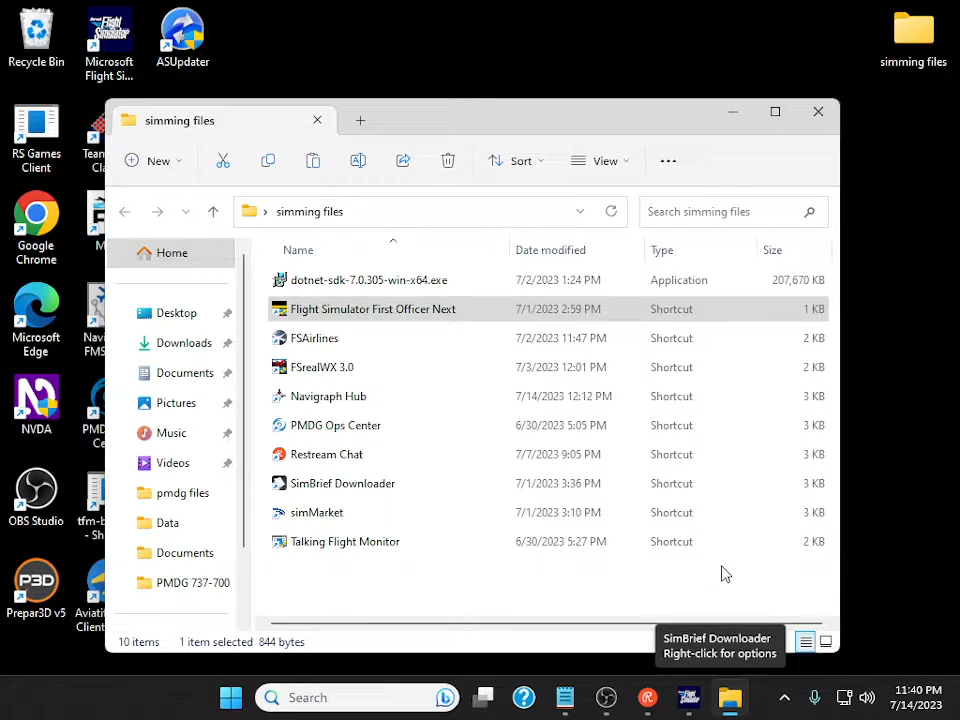 Recycle Bin
Microsoft
Flight Si...
ASUpdater
simming files
RS Games
Client
Team
Cla
Google
Chrome
M
Microsoft
Edge
Navi
FMS
NVDA
PMD
Ce
OBS Studio
tfm-b
- Sh
P3D
Prepar3D v5
Aviati
Client
simming files
New
Sort
View
simming files
Search simming files
Home
Desktop
Downloads
Documents
Pictures
Music
Videos
pmdg files
Data
Documents
PMDG 737-700
Name Date modified Type Size
dotnet-sdk-7.0.305-win-x64.exe 7/2/2023 1:24 PM Application 207,670 KB
Flight Simulator First Officer Next 7/1/2023 2:59 PM Shortcut 1 KB
FSAirlines 7/2/2023 11:47 PM Shortcut 2 KB
FSrealWX 3.0 7/3/2023 12:01 PM Shortcut 2 KB
Navigraph Hub 7/14/2023 12:12 PM Shortcut 3 KB
PMDG Ops Center 6/30/2023 5:05 PM Shortcut 3 KB
Restream Chat 7/7/2023 9:05 PM Shortcut 3 KB
SimBrief Downloader 7/1/2023 3:36 PM Shortcut 3 KB
simMarket 7/1/2023 3:10 PM Shortcut 3 KB
Talking Flight Monitor 6/30/2023 5:27 PM Shortcut 2 KB
10 items 1 item selected 844 bytes
SimBrief Downloader
Right-click for options
Search
11:40 PM
7/14/2023